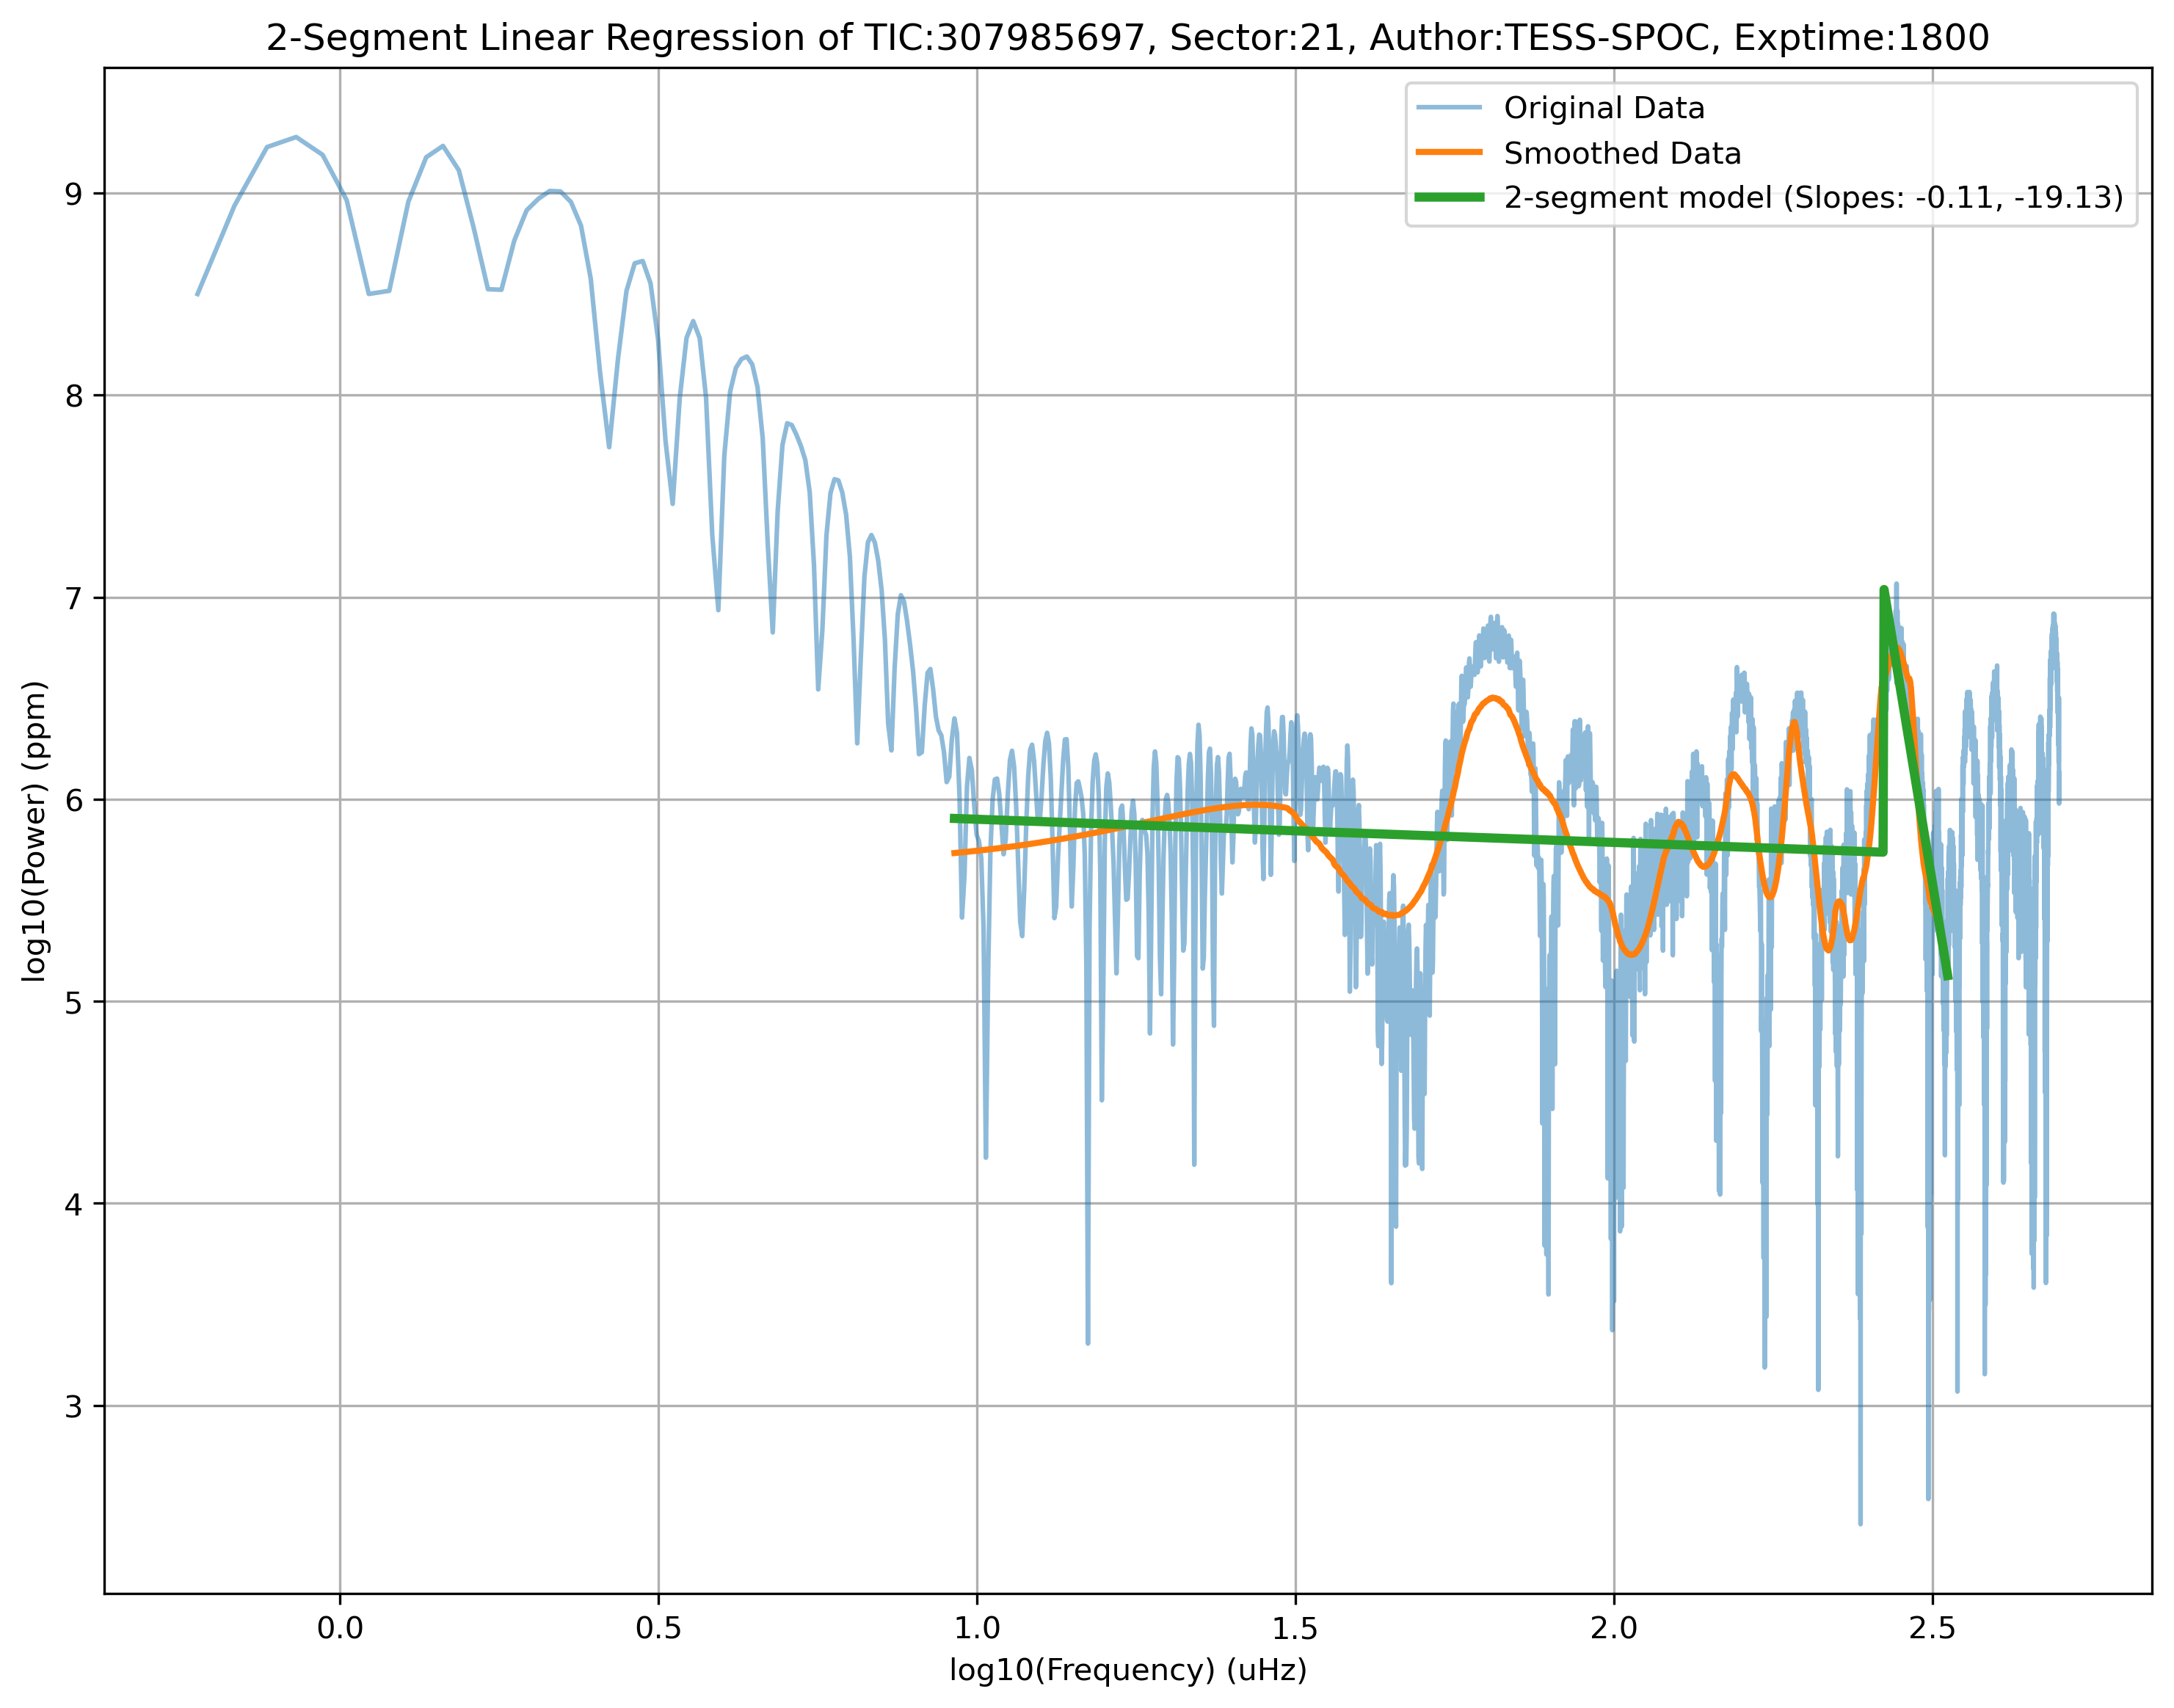 2-Segment Linear Regression of TIC:307985697, Sector:21, Author:TESS-SPOC, Exptime:1800
Original Data
Smoothed Data
2-segment model (Slopes: -0.11, -19.13)
log10(Power) (ppm)
9
8
7
6
5
4
3
0.0 0.5 1.0 1.5 2.0 2.5
log10(Frequency) (uHz)